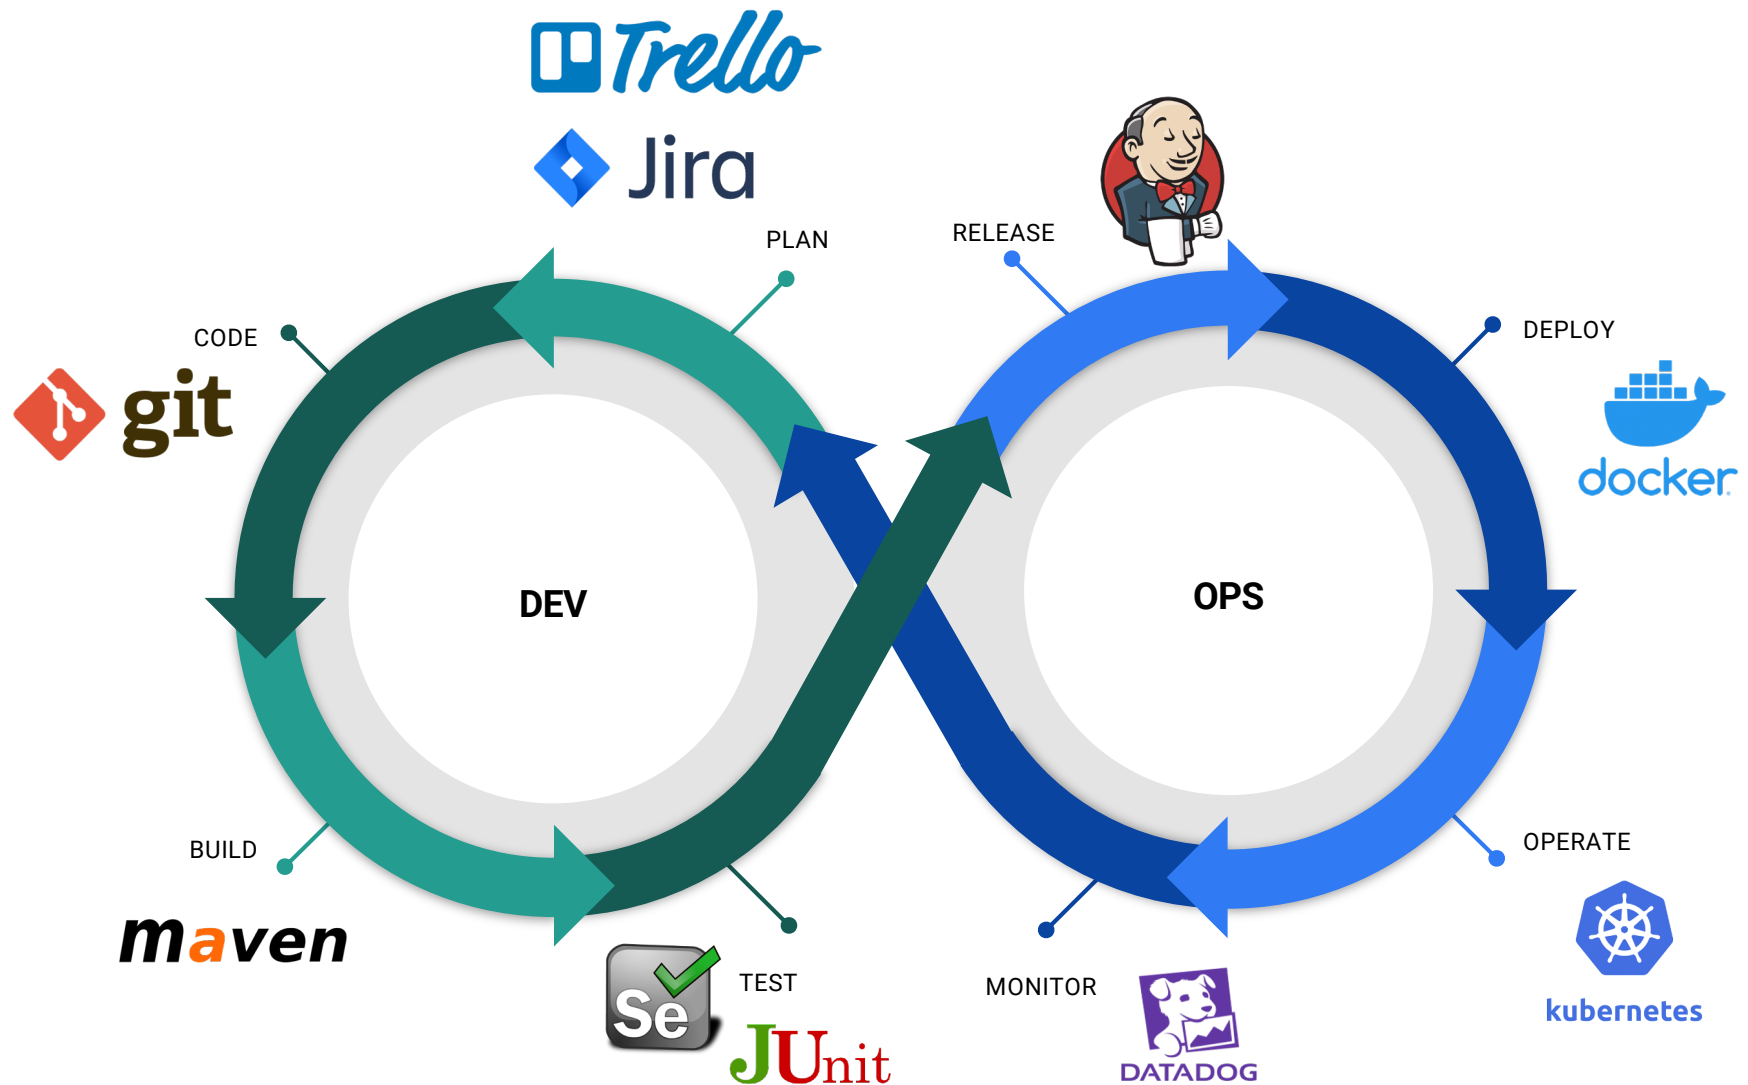 Trello
Jira
PLAN
RELEASE
CODE
git
DEPLOY
docker
DEV
OPS
BUILD
maven
TEST
Se
JUnit
MONITOR
DATADOG
OPERATE
kubernetes